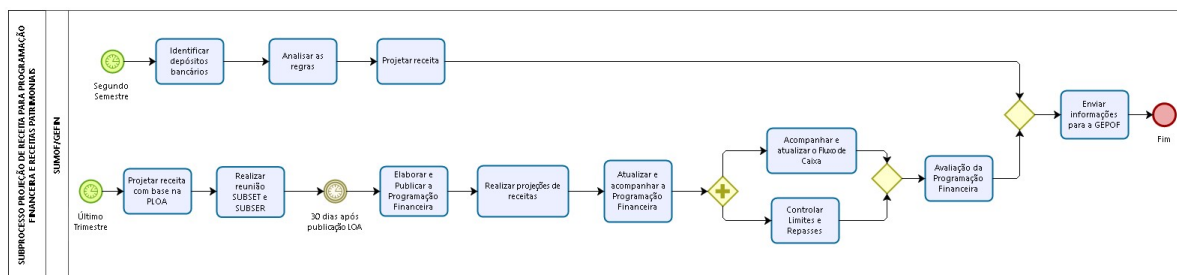 SUBPROCESSO PROJEÇÃO DE RECEITA PARA PROGRAMAÇÃO
FINANCEIRA E RECEITAS PATRIMONIAIS
SUMOF/GEFIN
Segundo
Semestre
Identificar
depósitos
bancários
Analisar as
regras
Projetar receita
Enviar
informações
para a GEPOF
Fim
Último
Trimestre
Projetar receita
com base na
PLOA
Realizar
reunião
SUBSET e
SUBSER
30 dias após
publicação LOA
Elaborar e
Publicar a
Programação
Financeira
Realizar projeções de
receitas
Atualizar e
acompanhar a
Programação
Financeira
Acompanhar e
atualizar o Fluxo de
Caixa
Controlar
Limites e
Repasses
Avaliação da
Programação
Financeira